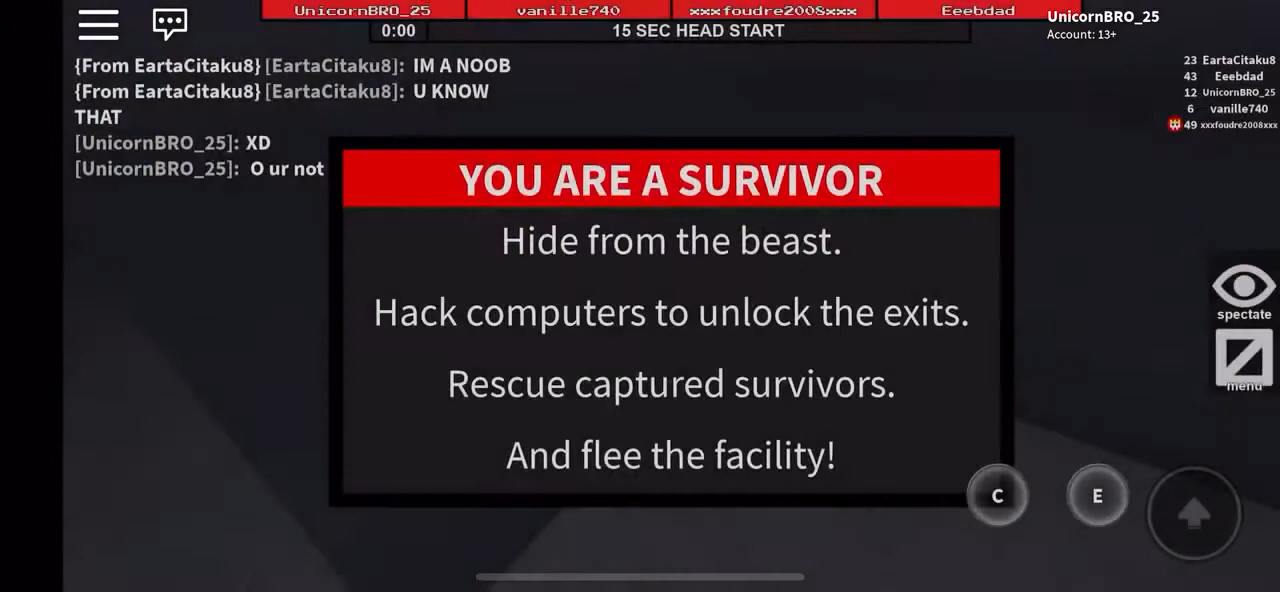 UnicornBRO_25 vanille740 xxxfoudre2008xxx Eeebdad
0:00 15 SEC HEAD START
UnicornBRO_25
Account: 13+
{From EartaCitaku8} [EartaCitaku8]: IM A NOOB
{From EartaCitaku8} [EartaCitaku8]: U KNOW
THAT
[UnicornBRO_25]: XD
[UnicornBRO_25]: O ur not
23 EartaCitaku8
43 Eeebdad
12 UnicornBRO_25
6 vanille740
49 xxxfoudre2008xxx
YOU ARE A SURVIVOR
Hide from the beast.
Hack computers to unlock the exits.
Rescue captured survivors.
And flee the facility!
spectate
menu
C E